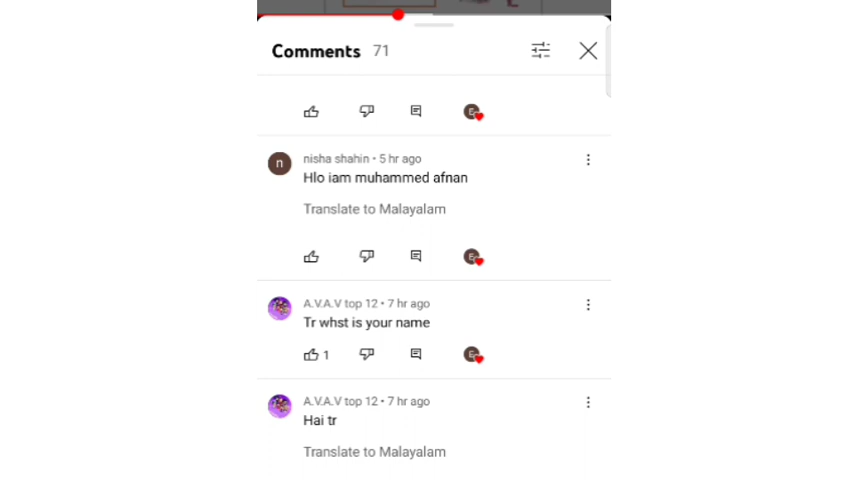 Comments 71
E
n
nisha shahin • 5 hr ago
Hlo iam muhammed afnan
Translate to Malayalam
E
A.V.A.V top 12 • 7 hr ago
Tr whst is your name
1
E
A.V.A.V top 12 • 7 hr ago
Hai tr
Translate to Malayalam